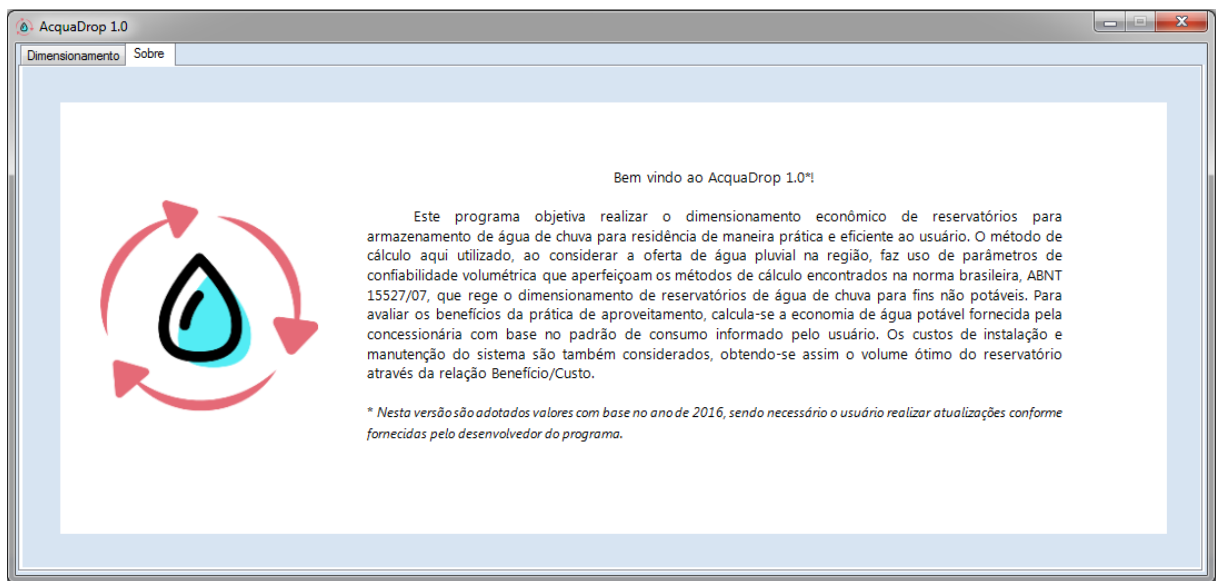 AcquaDrop 1.0
Dimensionamento Sobre
Bem vindo ao AcquaDrop 1.0*!
Este programa objetiva realizar o dimensionamento econômico de reservatórios para
armazenamento de água de chuva para residência de maneira prática e eficiente ao usuário. O método de
cálculo aqui utilizado, ao considerar a oferta de água pluvial na região, faz uso de parâmetros de
confiabilidade volumétrica que aperfeiçoam os métodos de cálculo encontrados na norma brasileira, ABNT
15527/07, que rege o dimensionamento de reservatórios de água de chuva para fins não potáveis. Para
avaliar os benefícios da prática de aproveitamento, calcula-se a economia de água potável fornecida pela
concessionária com base no padrão de consumo informado pelo usuário. Os custos de instalação e
manutenção do sistema são também considerados, obtendo-se assim o volume ótimo do reservatório
através da relação Benefício/Custo.
* Nesta versão são adotados valores com base no ano de 2016, sendo necessário o usuário realizar atualizações conforme
fornecidas pelo desenvolvedor do programa.